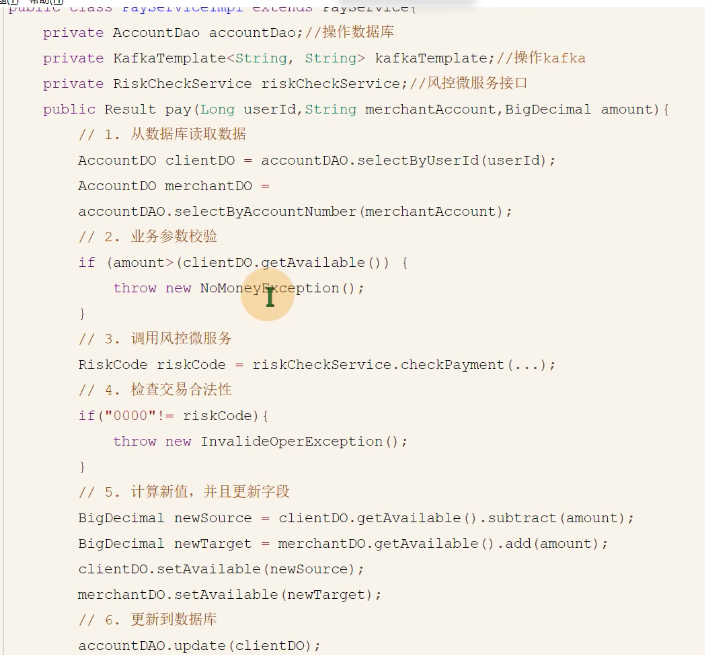 public class PayServiceImpl extends PayService{
private AccountDao accountDao;//操作数据库
private KafkaTemplate<String, String> kafkaTemplate;//操作kafka
private RiskCheckService riskCheckService;//风控微服务接口
public Result pay(Long userId,String merchantAccount,BigDecimal amount){
// 1. 从数据库读取数据
AccountDO clientDO = accountDAO.selectByUserId(userId);
AccountDO merchantDO =
accountDAO.selectByAccountNumber(merchantAccount);
// 2. 业务参数校验
if (amount>(clientDO.getAvailable()) {
throw new NoMoneyException();
}
// 3. 调用风控微服务
RiskCode riskCode = riskCheckService.checkPayment(...);
// 4. 检查交易合法性
if("0000"!= riskCode){
throw new InvalideOperException();
}
// 5. 计算新值，并且更新字段
BigDecimal newSource = clientDO.getAvailable().subtract(amount);
BigDecimal newTarget = merchantDO.getAvailable().add(amount);
clientDO.setAvailable(newSource);
merchantDO.setAvailable(newTarget);
// 6. 更新到数据库
accountDAO.update(clientDO);